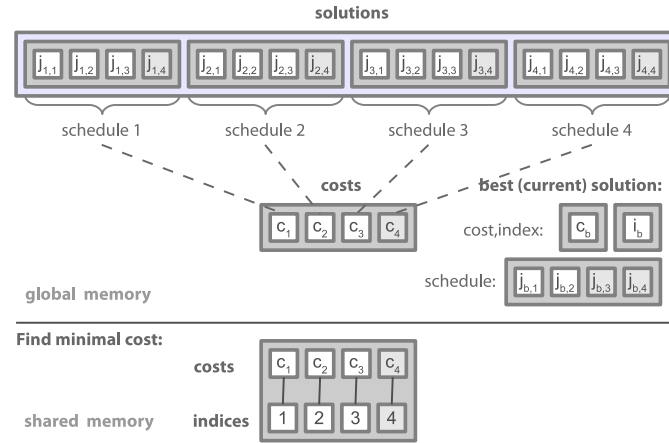 solutions
j1,1 j1,2 j1,3 j1,4 j2,1 j2,2 j2,3 j2,4 j3,1 j3,2 j3,3 j3,4 j4,1 j4,2 j4,3 j4,4
schedule 1 schedule 2 schedule 3 schedule 4
costs best (current) solution:
c1 c2 c3 c4 cost,index: cb ib
schedule: jb,1 jb,2 jb,3 jb,4
global memory
Find minimal cost:
costs c1 c2 c3 c4
shared memory indices 1 2 3 4